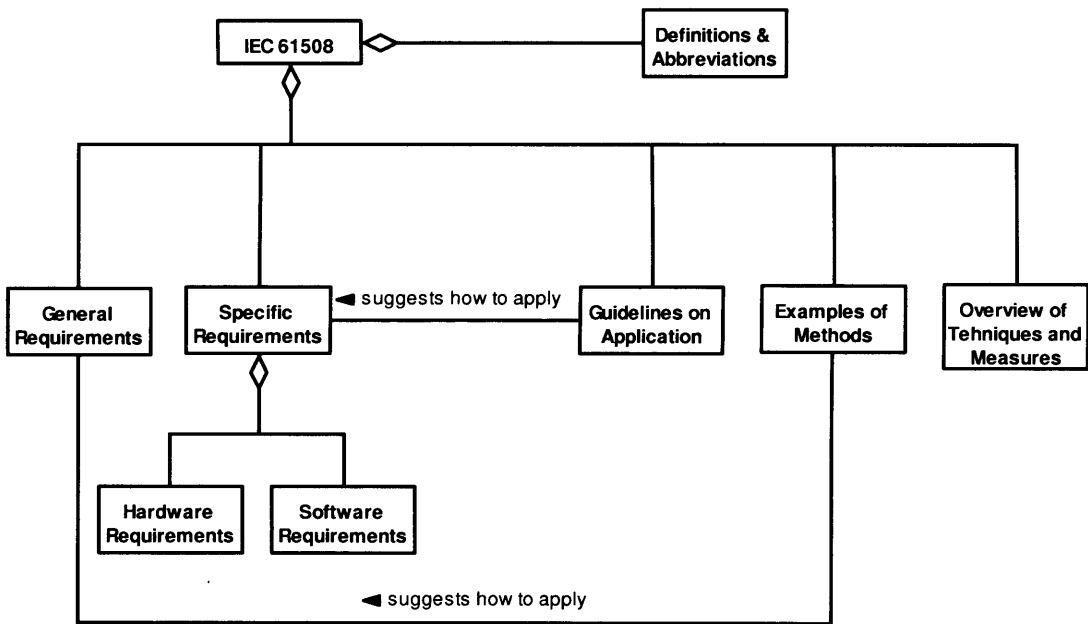 IEC 61508
Definitions &
Abbreviations
General
Requirements
Specific
Requirements
suggests how to apply
Guidelines on
Application
Examples of
Methods
Overview of
Tehniques and
Measures
Hardware
Requirements
Software
Requirements
suggests how to apply